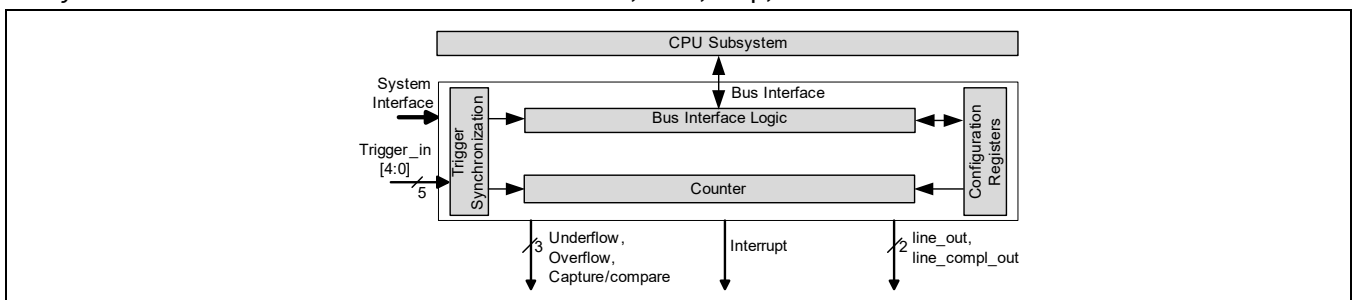 CPU Subsystem
System
Interface
Bus Interface
Bus Interface Logic
Trigger
Synchronization
Configuration
Registers
Trigger_in
[4:0]
5
Counter
3
Underflow,
Overflow,
Capture/compare
Interrupt
2
line_out,
line_compl_out